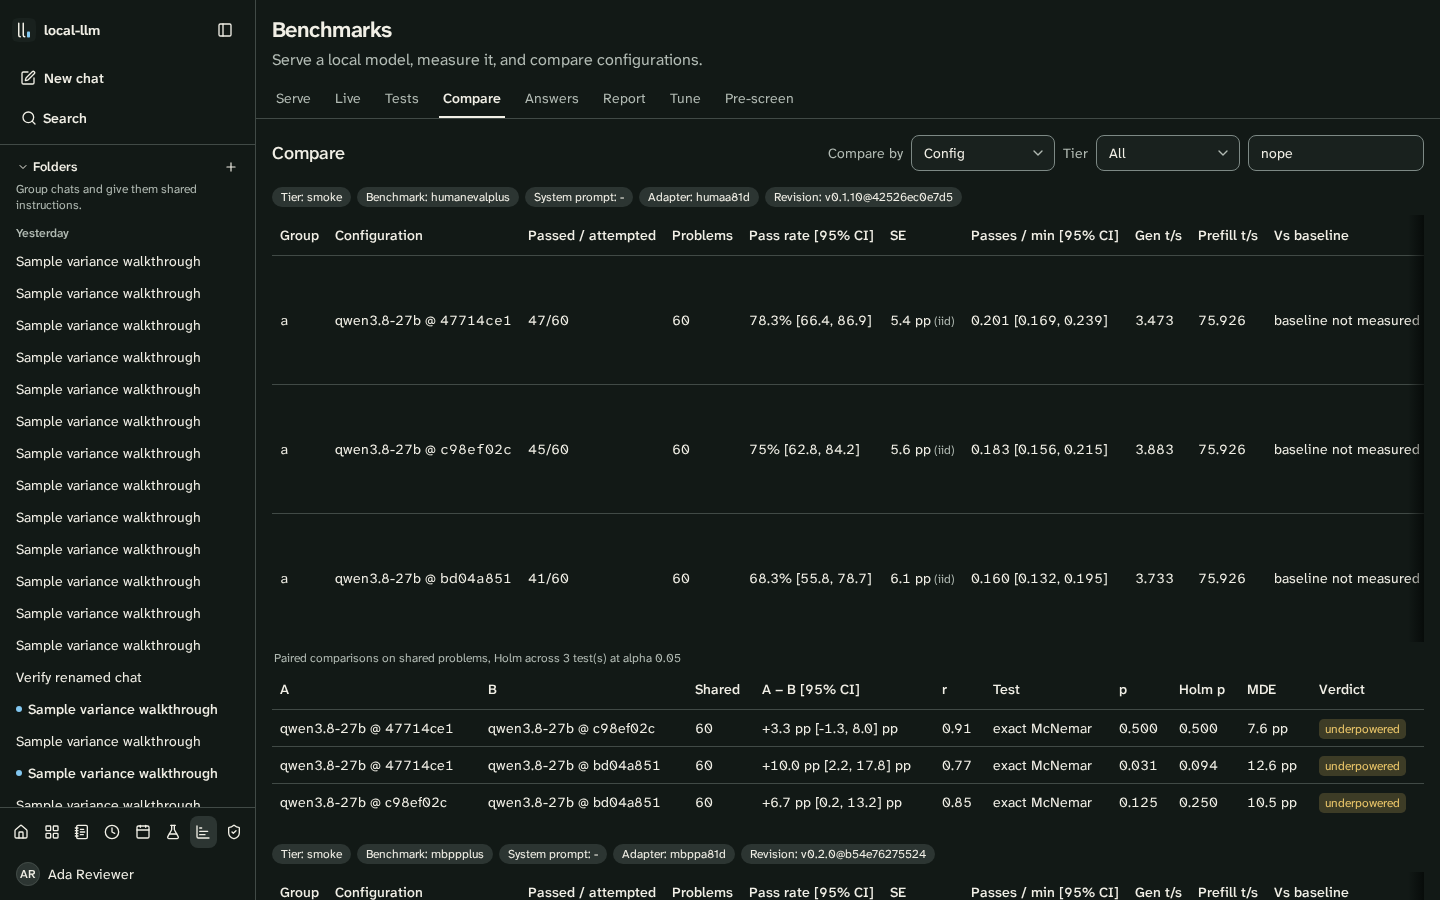 local-llm
New chat
Search
Folders
Group chats and give them shared
instructions.
Yesterday
Sample variance walkthrough
Sample variance walkthrough
Sample variance walkthrough
Sample variance walkthrough
Sample variance walkthrough
Sample variance walkthrough
Sample variance walkthrough
Sample variance walkthrough
Sample variance walkthrough
Sample variance walkthrough
Sample variance walkthrough
Sample variance walkthrough
Sample variance walkthrough
Verify renamed chat
Sample variance walkthrough
Sample variance walkthrough
Sample variance walkthrough
Sample variance walkthrough
AR Ada Reviewer
Benchmarks
Serve a local model, measure it, and compare configurations.
Serve Live Tests Compare Answers Report Tune Pre-screen
Compare Compare by Config Tier All nope
Tier: smoke Benchmark: humanevalplus System prompt: - Adapter: humaa81d Revision: v0.1.10@42526ec0e7d5
Group Configuration Passed / attempted Problems Pass rate [95% CI] SE Passes / min [95% CI] Gen t/s Prefill t/s Vs baseline
a qwen3.8-27b @ 47714ce1 47/60 60 78.3% [66.4, 86.9] 5.4 pp (iid) 0.201 [0.169, 0.239] 3.473 75.926 baseline not measured
a qwen3.8-27b @ c98ef02c 45/60 60 75% [62.8, 84.2] 5.6 pp (iid) 0.183 [0.156, 0.215] 3.883 75.926 baseline not measured
a qwen3.8-27b @ bd04a851 41/60 60 68.3% [55.8, 78.7] 6.1 pp (iid) 0.160 [0.132, 0.195] 3.733 75.926 baseline not measured
Paired comparisons on shared problems, Holm across 3 test(s) at alpha 0.05
A B Shared A – B [95% CI] r Test p Holm p MDE Verdict
qwen3.8-27b @ 47714ce1 qwen3.8-27b @ c98ef02c 60 +3.3 pp [-1.3, 8.0] pp 0.91 exact McNemar 0.500 0.500 7.6 pp underpowered
qwen3.8-27b @ 47714ce1 qwen3.8-27b @ bd04a851 60 +10.0 pp [2.2, 17.8] pp 0.77 exact McNemar 0.031 0.094 12.6 pp underpowered
qwen3.8-27b @ c98ef02c qwen3.8-27b @ bd04a851 60 +6.7 pp [0.2, 13.2] pp 0.85 exact McNemar 0.125 0.250 10.5 pp underpowered
Tier: smoke Benchmark: mbppplus System prompt: - Adapter: mbppa81d Revision: v0.2.0@b54e76275524
Group Configuration Passed / attempted Problems Pass rate [95% CI] SE Passes / min [95% CI] Gen t/s Prefill t/s Vs baseline